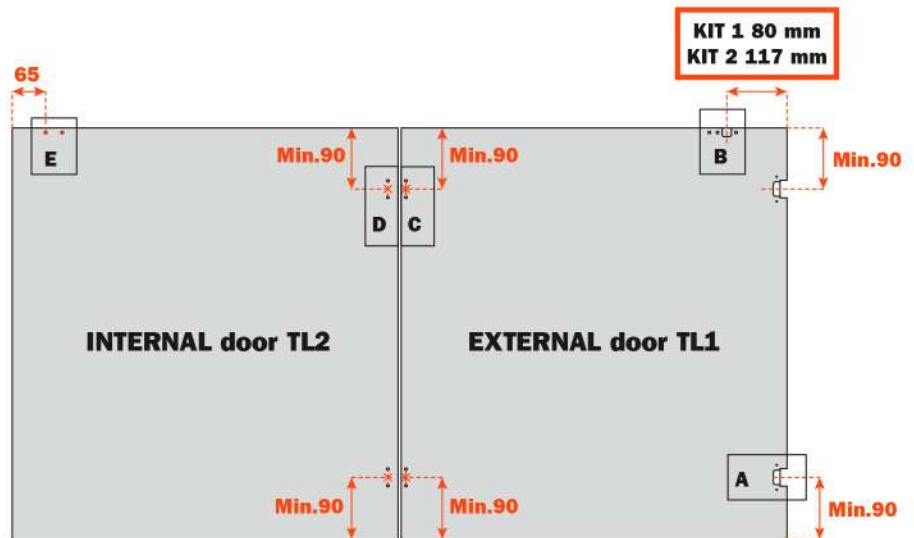 KIT 1 80 mm
KIT 2 117 mm
65
E
Min.90
Min.90
B
Min.90
D
C
INTERNAL door TL2
EXTERNAL door TL1
A
Min.90
Min.90
Min.90